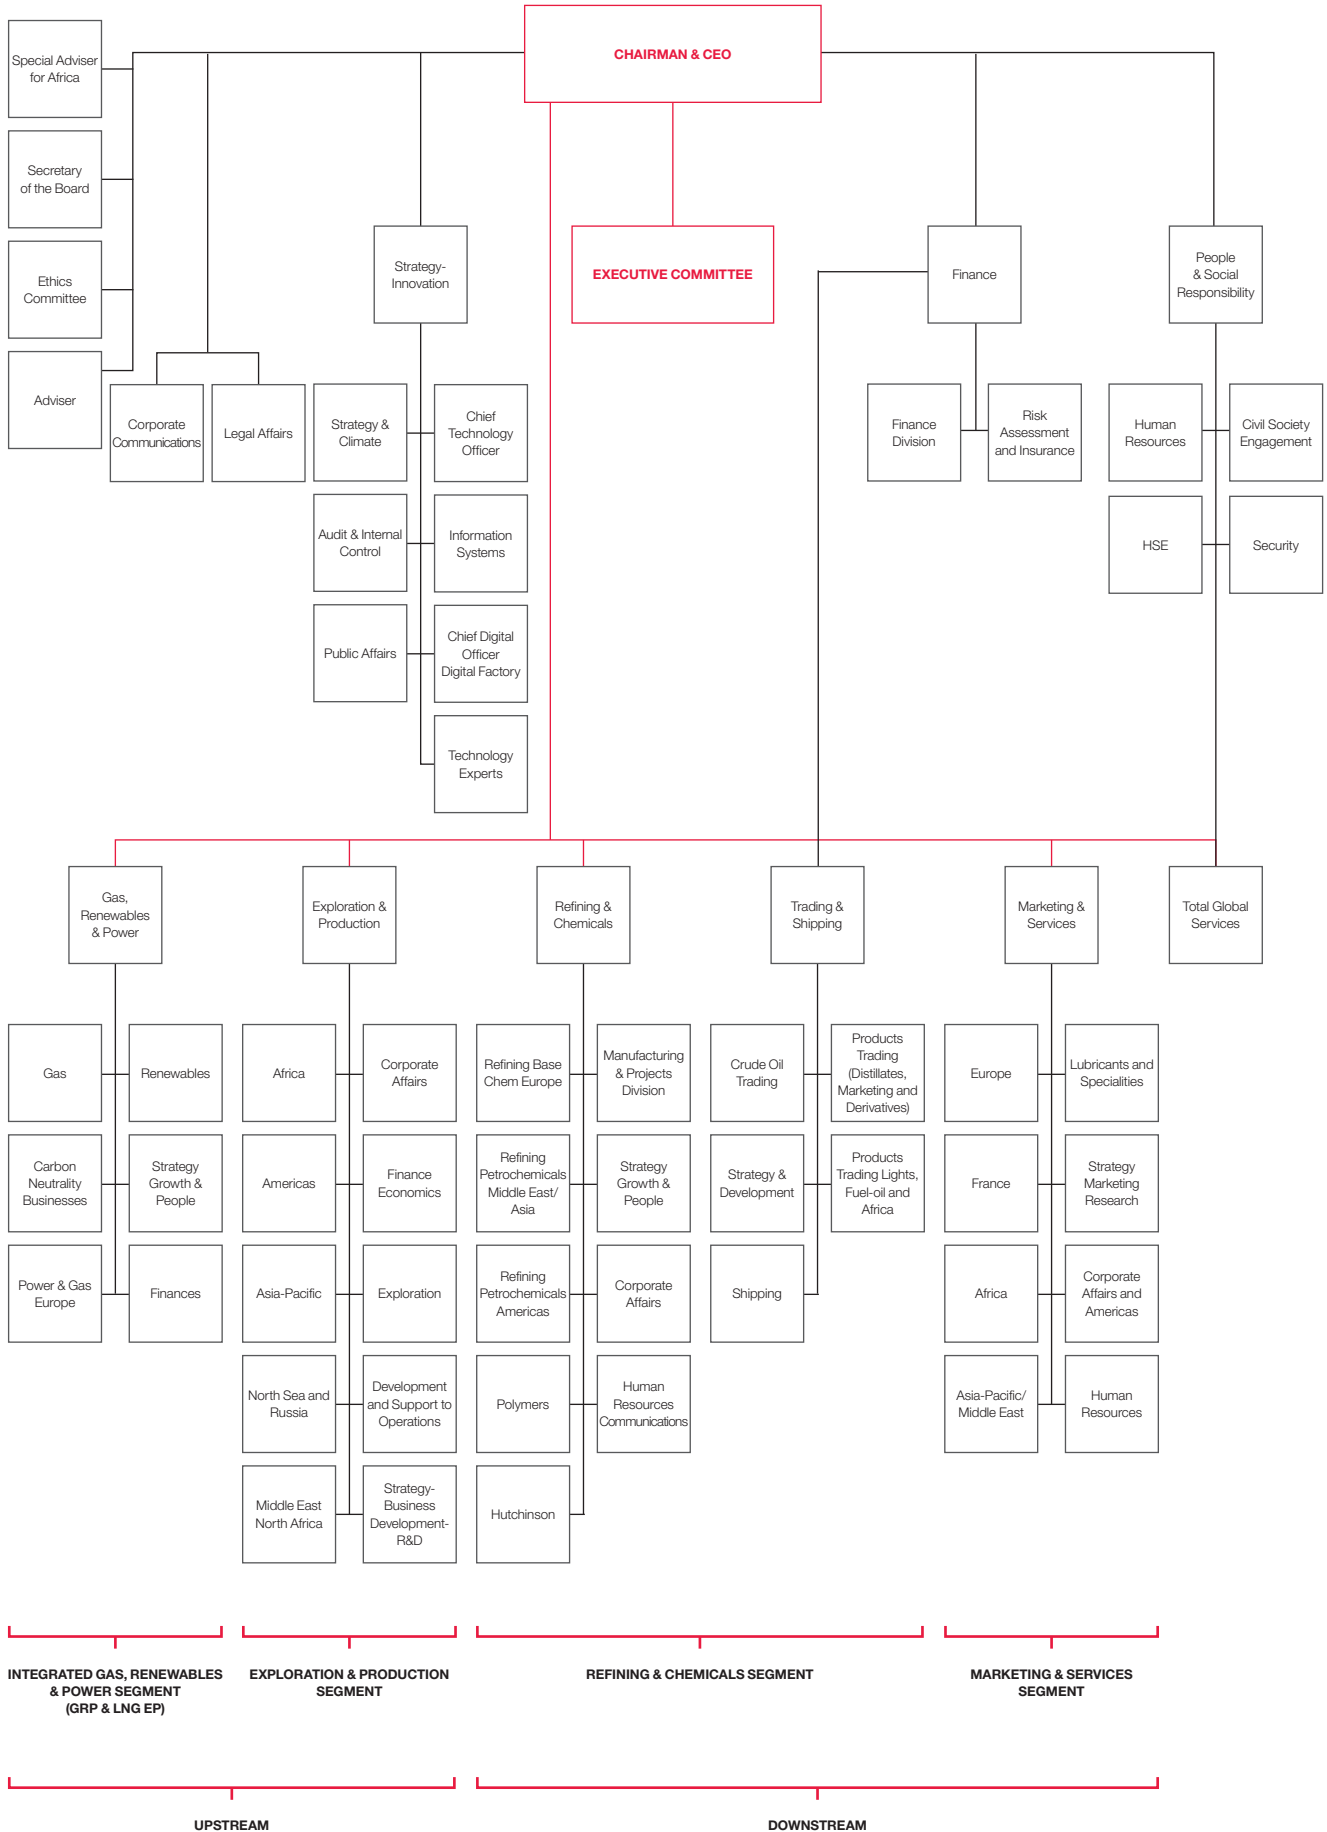 CHAIRMAN & CEO
Special Adviser
for Africa
Secretary
of the Board
Ethics
Committee
Adviser
Corporate
Communications
Legal Affairs
Strategy-
Innovation
EXECUTIVE COMMITTEE
Finance
People
& Social
Responsibility
Strategy &
Climate
Chief
Technology
Officer
Audit & Internal
Control
Information
Systems
Public Affairs
Chief Digital
Officer
Digital Factory
Technology
Experts
Finance
Division
Risk
Assessment
and Insurance
Human
Resources
Civil Society
Engagement
HSE
Security
Gas,
Renewables
& Power
Exploration &
Production
Refining &
Chemicals
Trading &
Shipping
Marketing &
Services
Total Global
Services
Gas
Renewables
Carbon
Neutrality
Businesses
Strategy
Growth &
People
Power & Gas
Europe
Finances
Africa
Corporate
Affairs
Americas
Finance
Economics
Asia-Pacific
Exploration
North Sea and
Russia
Development
and Support to
Operations
Middle East
North Africa
Strategy-
Business
Development-
R&D
Refining Base
Chem Europe
Manufacturing
& Projects
Division
Refining
Petrochemicals
Middle East/
Asia
Strategy
Growth &
People
Refining
Petrochemicals
Americas
Corporate
Affairs
Polymers
Human
Resources
Communications
Hutchinson
Crude Oil
Trading
Products
Trading
(Distillates,
Marketing and
Derivatives)
Strategy &
Development
Products
Trading Lights,
Fuel-oil and
Africa
Shipping
Europe
Lubricants and
Specialities
France
Strategy
Marketing
Research
Africa
Corporate
Affairs and
Americas
Asia-Pacific/
Middle East
Human
Resources
INTEGRATED GAS, RENEWABLES
& POWER SEGMENT
(GRP & LNG EP)
EXPLORATION & PRODUCTION
SEGMENT
REFINING & CHEMICALS SEGMENT
MARKETING & SERVICES
SEGMENT
UPSTREAM
DOWNSTREAM